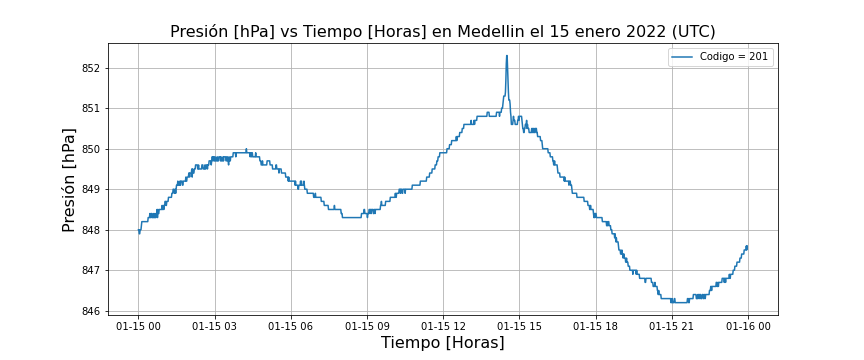 Presión [hPa] vs Tiempo [Horas] en Medellin el 15 enero 2022 (UTC)
Codigo = 201
852
851
850
849
848
847
846
Presión [hPa]
01-15 00 01-15 03 01-15 06 01-15 09 01-15 12 01-15 15 01-15 18 01-15 21 01-16 00
Tiempo [Horas]